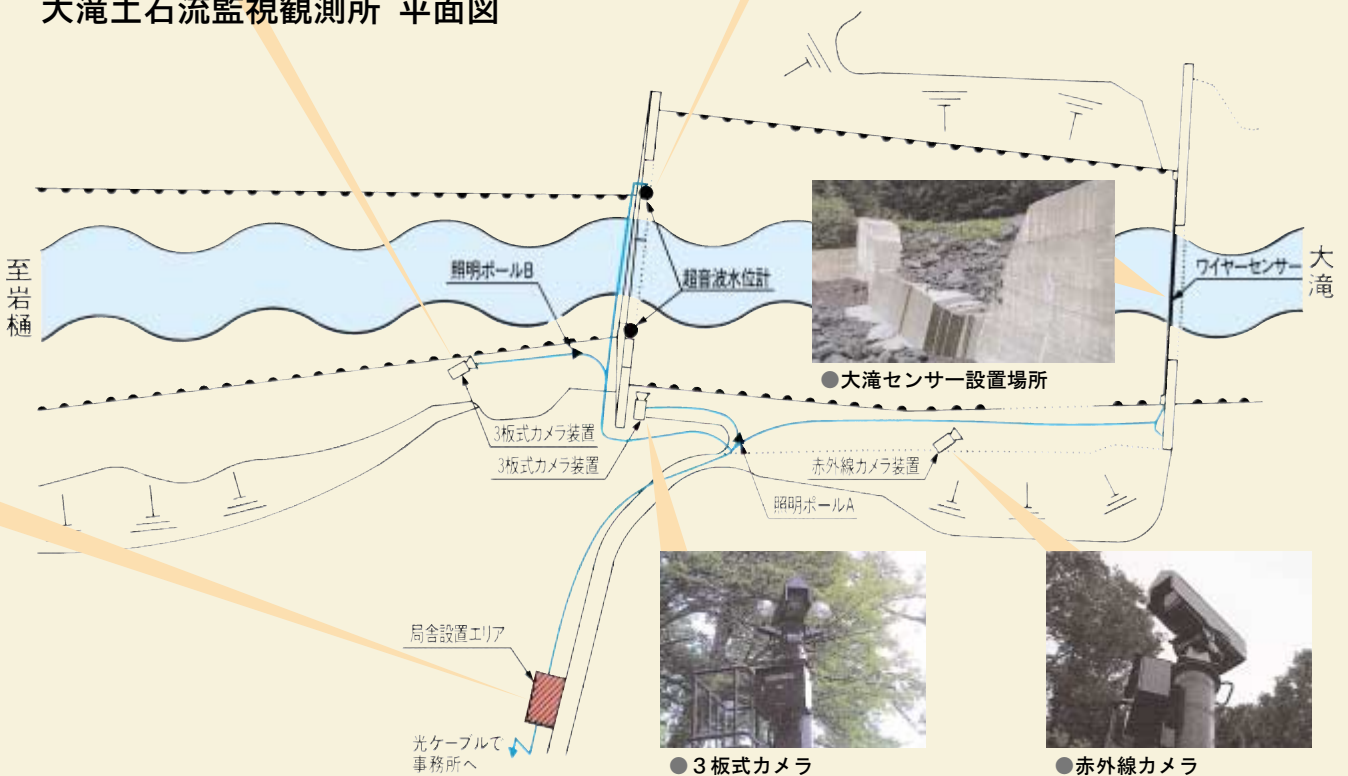 大滝土石流監視観測所 平面図
至岩樋
照明ポールB
超音波水位計
ワイヤーセンサー
大滝
●大滝センサー設置場所
3板式カメラ装置
3板式カメラ装置
赤外線カメラ装置
照明ポールA
局舎設置エリア
光ケーブルで
事務所へ
●3板式カメラ
●赤外線カメラ